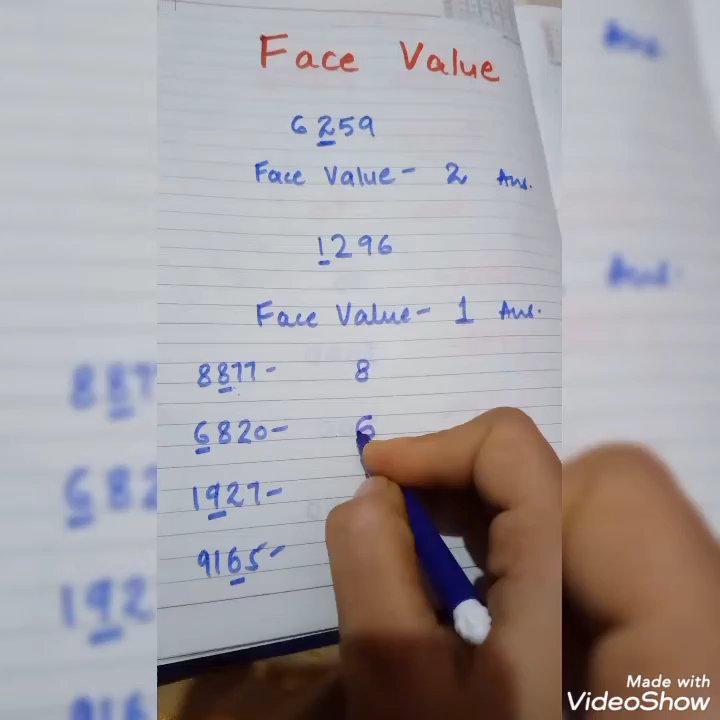 Face Value
6259
Face Value - 2 Ans.
1296
Face Value - 1 Ans.
8877 - 8
6820 - 6
1927 -
9165 -
Made with
VideoShow